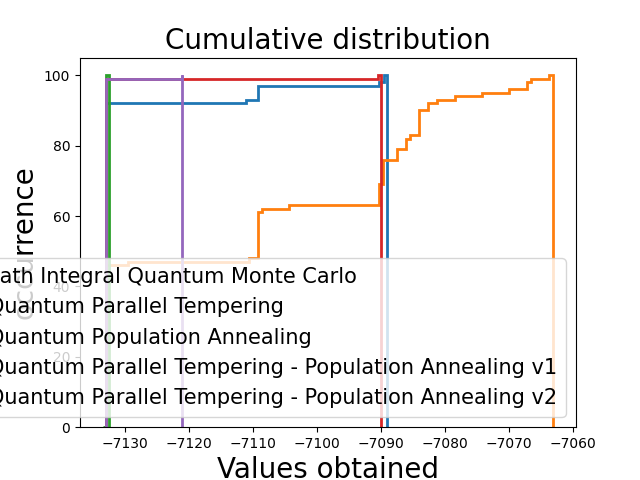 Cumulative distribution
100
80
60
40
20
0
occurrence
ath Integral Quantum Monte Carlo
Quantum Parallel Tempering
Quantum Population Annealing
Quantum Parallel Tempering - Population Annealing v1
Quantum Parallel Tempering - Population Annealing v2
−7130 −7120 −7110 −7100 −7090 −7080 −7070 −7060
Values obtained